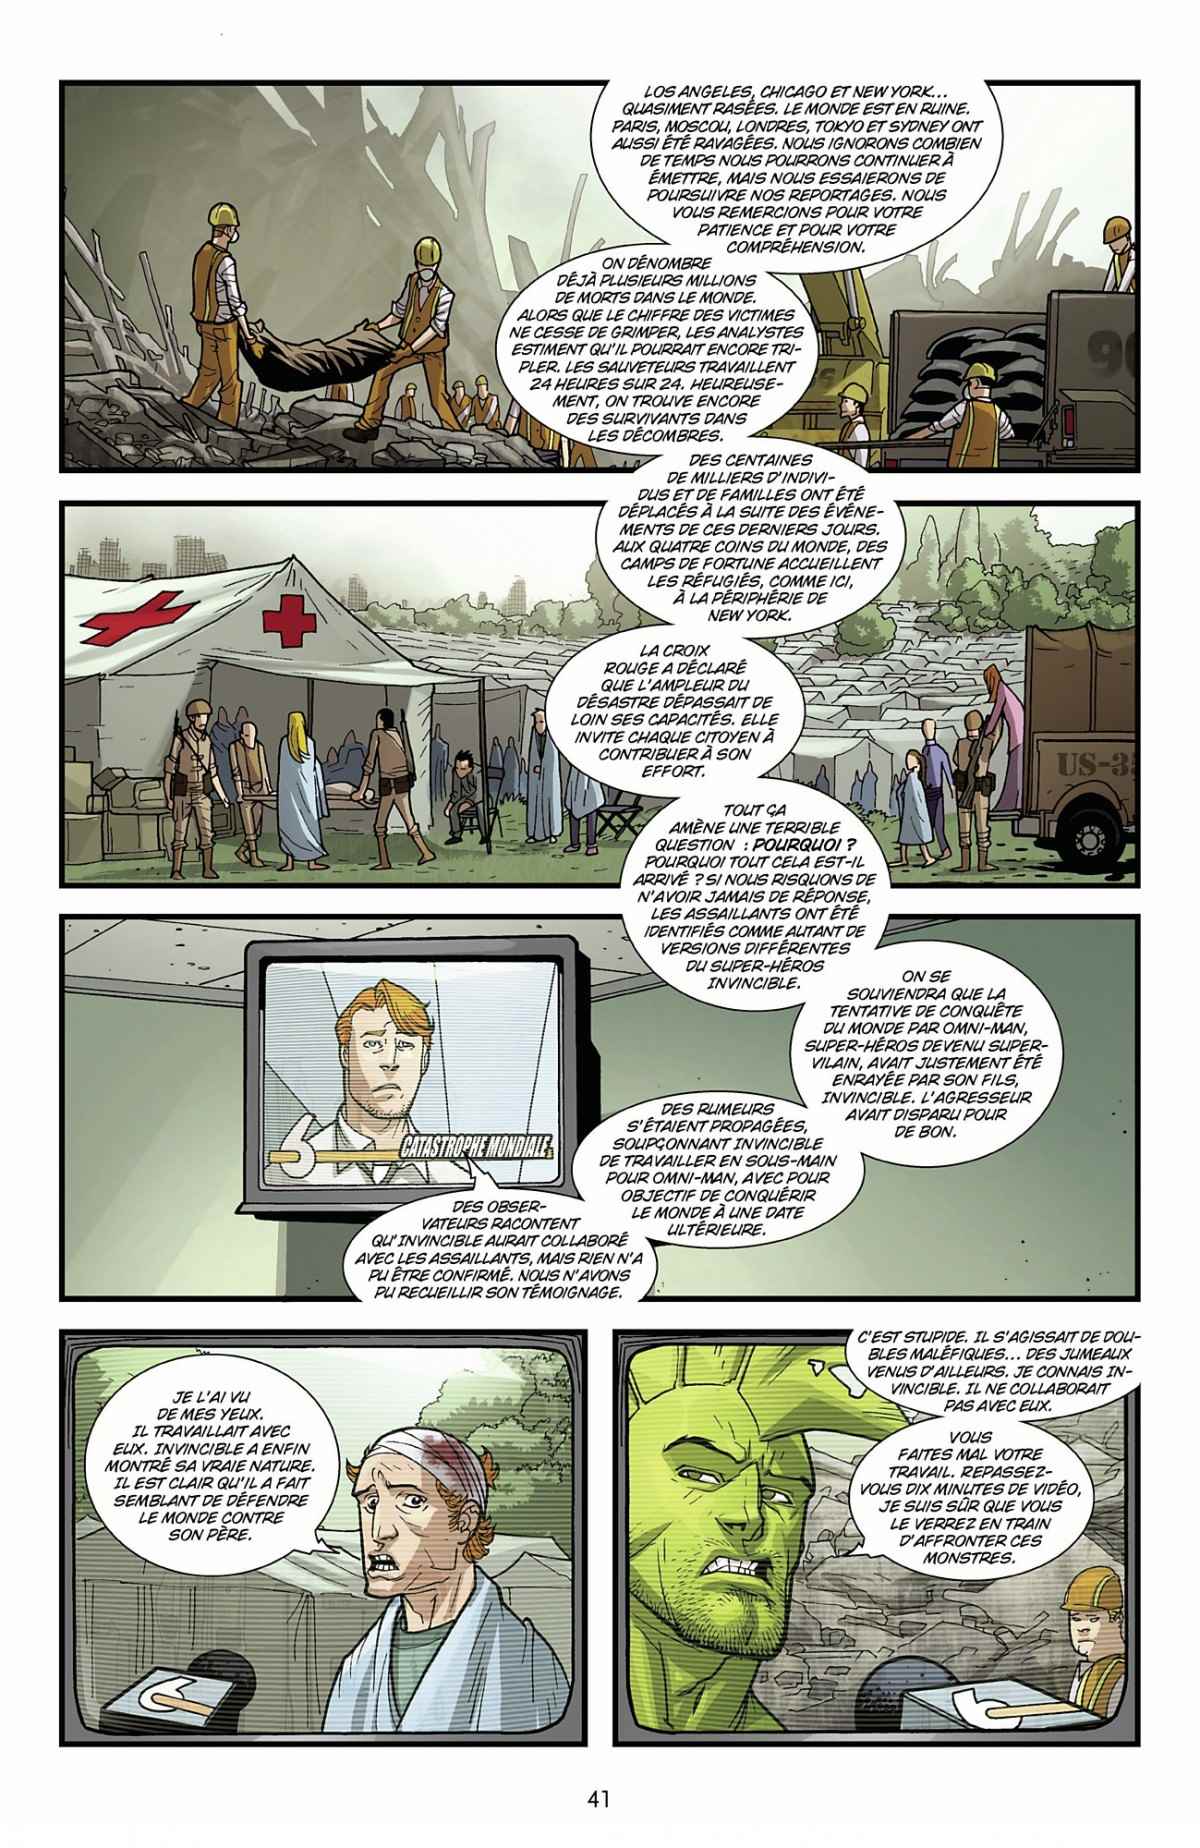 LOS ANGELES, CHICAGO ET NEW YORK...
QUASIMENT RASÉES. LE MONDE EST EN RUINE.
PARIS, MOSCOU, LONDRES, TOKYO ET SYDNEY ONT
AUSSI ÉTÉ RAVAGÉES. NOUS IGNORONS COMBIEN
DE TEMPS NOUS POURRONS CONTINUER À
ÉMETTRE, MAIS NOUS ESSAIERONS DE
POURSUIVRE NOS REPORTAGES. NOUS
VOUS REMERCIONS POUR VOTRE
PATIENCE ET POUR VOTRE
COMPRÉHENSION.
ON DÉNOMBRE
DÉJÀ PLUSIEURS MILLIONS
DE MORTS DANS LE MONDE.
ALORS QUE LE CHIFFRE DES VICTIMES
NE CESSE DE GRIMPER, LES ANALYSTES
ESTIMENT QU'IL POURRAIT ENCORE TRI-
PLER. LES SAUVETEURS TRAVAILLENT
24 HEURES SUR 24. HEUREUSE-
MENT, ON TROUVE ENCORE
DES SURVIVANTS DANS
LES DÉCOMBRES.
90
DES CENTAINES
DE MILLIERS D'INDIVI-
DUS ET DE FAMILLES ONT ÉTÉ
DÉPLACÉS À LA SUITE DES ÉVÉNE-
MENTS DE CES DERNIERS JOURS.
AUX QUATRE COINS DU MONDE, DES
CAMPS DE FORTUNE ACCUEILLENT
LES RÉFUGIÉS, COMME ICI,
À LA PÉRIPHÉRIE DE
NEW YORK.
LA CROIX
ROUGE A DÉCLARÉ
QUE L'AMPLEUR DU
DÉSASTRE DÉPASSAIT DE
LOIN SES CAPACITÉS. ELLE
INVITE CHAQUE CITOYEN À
CONTRIBUER À SON
EFFORT.
US-3
TOUT ÇA
AMÈNE UNE TERRIBLE
QUESTION : POURQUOI ?
POURQUOI TOUT CELA EST-IL
ARRIVÉ ? SI NOUS RISQUONS DE
N'AVOIR JAMAIS DE RÉPONSE,
LES ASSAILLANTS ONT ÉTÉ
IDENTIFIÉS COMME AUTANT DE
VERSIONS DIFFÉRENTES
DU SUPER-HÉROS
INVINCIBLE.
ON SE
SOUVIENDRA QUE LA
TENTATIVE DE CONQUÊTE
DU MONDE PAR OMNI-MAN,
SUPER-HÉROS DEVENU SUPER-
VILAIN, AVAIT JUSTEMENT ÉTÉ
ENRAYÉE PAR SON FILS,
INVINCIBLE. L'AGRESSEUR
AVAIT DISPARU POUR
DE BON.
DES RUMEURS
S'ÉTAIENT PROPAGÉES,
SOUPÇONNANT INVINCIBLE
DE TRAVAILLER EN SOUS-MAIN
POUR OMNI-MAN, AVEC POUR
OBJECTIF DE CONQUÉRIR
LE MONDE À UNE DATE
ULTÉRIEURE.
6
CATASTROPHE MONDIALE
DES OBSER-
VATEURS RACONTENT
QU'INVINCIBLE AURAIT COLLABORÉ
AVEC LES ASSAILLANTS, MAIS RIEN N'A
PU ÊTRE CONFIRMÉ. NOUS N'AVONS
PU RECUEILLIR SON TÉMOIGNAGE.
JE L'AI VU
DE MES YEUX.
IL TRAVAILLAIT AVEC
EUX. INVINCIBLE A ENFIN
MONTRÉ SA VRAIE NATURE.
IL EST CLAIR QU'IL A FAIT
SEMBLANT DE DÉFENDRE
LE MONDE CONTRE
SON PÈRE.
6
C'EST STUPIDE. IL S'AGISSAIT DE DOU-
BLES MALÉFIQUES... DES JUMEAUX
VENUS D'AILLEURS. JE CONNAIS IN-
VINCIBLE. IL NE COLLABORAIT
PAS AVEC EUX.
VOUS
FAITES MAL VOTRE
TRAVAIL. REPASSEZ-
VOUS DIX MINUTES DE VIDÉO,
JE SUIS SÛR QUE VOUS
LE VERREZ EN TRAIN
D'AFFRONTER CES
MONSTRES.
6
41